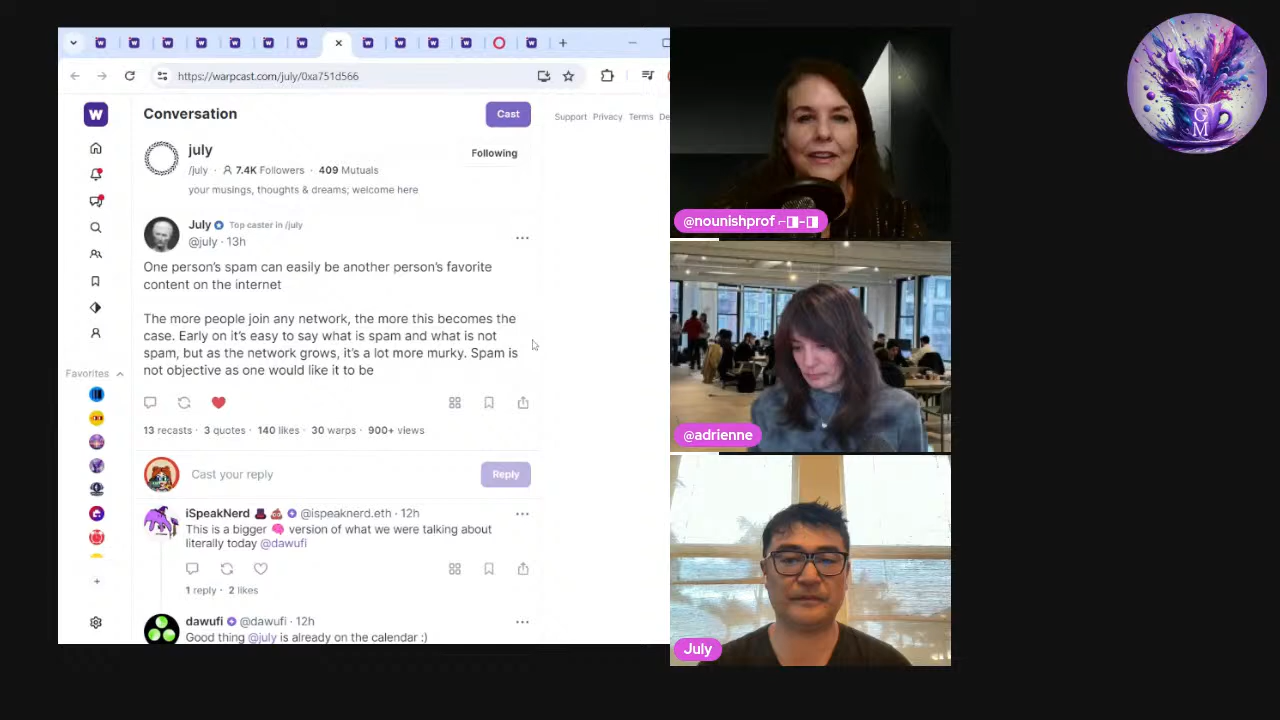 https://warpcast.com/july/0xa751d566
W
Conversation
Cast
Support Privacy Terms De
july
/july · 7.4K Followers · 409 Mutuals
Following
your musings, thoughts & dreams; welcome here
July Top caster in /july
@july · 13h
One person's spam can easily be another person's favorite
content on the internet
The more people join any network, the more this becomes the
case. Early on it's easy to say what is spam and what is not
spam, but as the network grows, it's a lot more murky. Spam is
not objective as one would like it to be
Favorites
13 recasts · 3 quotes · 140 likes · 30 warps · 900+ views
Cast your reply
Reply
iSpeakNerd 🎩 💩 @ispeaknerd.eth · 12h
This is a bigger 🧠 version of what we were talking about
literally today @dawufi
1 reply · 2 likes
dawufi @dawufi · 12h
Good thing @july is already on the calendar :)
@nounishprof ⌐◨-◨
@adrienne
July
GM